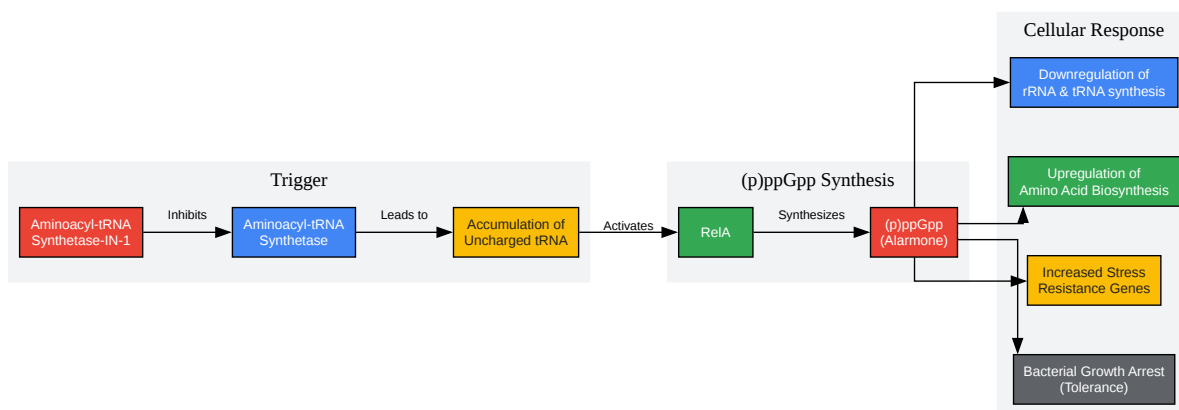 Cellular Response
Downregulation of
rRNA & tRNA synthesis
Trigger
(p)ppGpp Synthesis
Upregulation of
Amino Acid Biosynthesis
Aminoacyl-tRNA
Synthetase-IN-1
Inhibits
Aminoacyl-tRNA
Synthetase
Leads to
Accumulation of
Uncharged tRNA
Activates
RelA
Synthesizes
(p)ppGpp
(Alarmone)
Increased Stress
Resistance Genes
Bacterial Growth Arrest
(Tolerance)